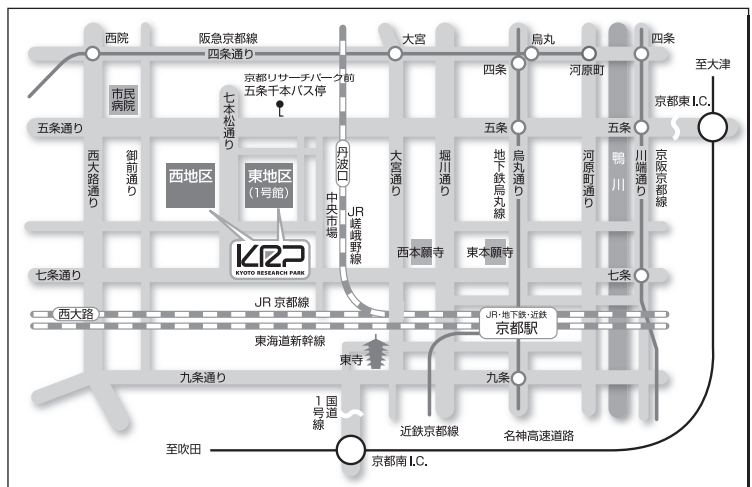 西院
阪急京都線
四条通り
大宮
烏丸
四条
河原町
四条
至大津
京都東I.C.
市民
病院
七本松通り
京都リサーチパーク前
五条千本バス停
五条通り
五条
五条
西大路通り
御前通り
西地区
東地区
(1号館)
丹波口
中央市場
JR嵯峨野線
大宮通り
堀川通り
地下鉄烏丸線
烏丸通り
河原町通り
鴨川
川端通り
京阪京都線
KRP
KYOTO RESEARCH PARK
西本願寺
東本願寺
七条通り
七条
JR京都線
西大路
東海道新幹線
JR・地下鉄・近鉄
京都駅
東寺
九条通り
九条
国道
1号線
近鉄京都線
名神高速道路
至吹田
京都南I.C.